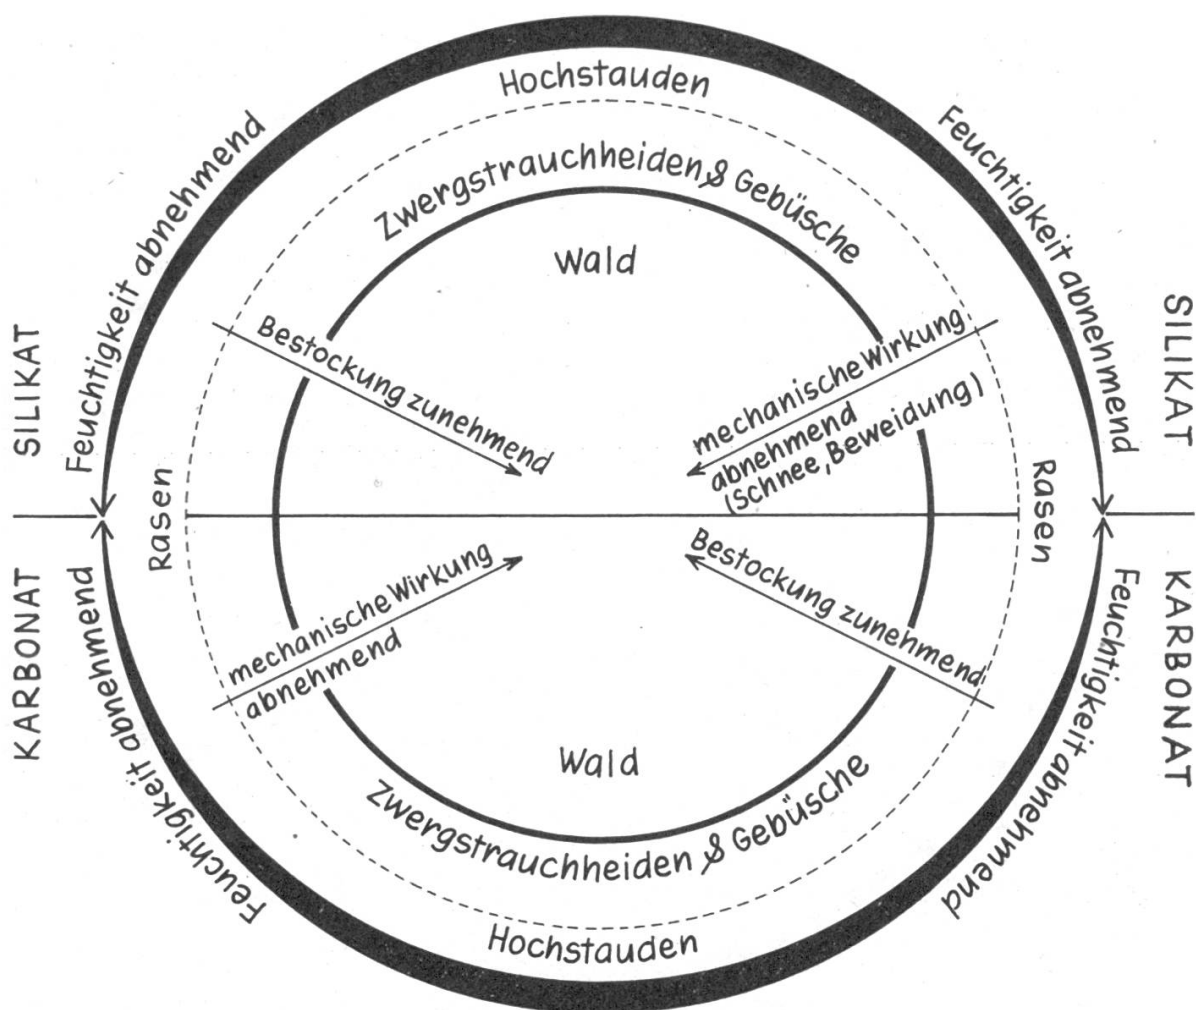 Hochstauden
Feuchtigkeit abnehmend
Feuchtigkeit abnehmend
Zwergstrauchheiden & Gebüsche
Wald
SILIKAT
SILIKAT
Bestockung zunehmend
mechanische Wirkung
abnehmend
(Schnee, Beweidung)
Rasen
Rasen
KARBONAT
KARBONAT
mechanische Wirkung
abnehmend
Bestockung zunehmend
Feuchtigkeit abnehmend
Feuchtigkeit abnehmend
Wald
Zwergstrauchheiden & Gebüsche
Hochstauden